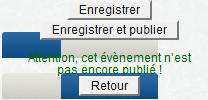 Enregistrer
Enregistrer et publier
Attention, cet évènement n'est
pas encore publié !
Retour